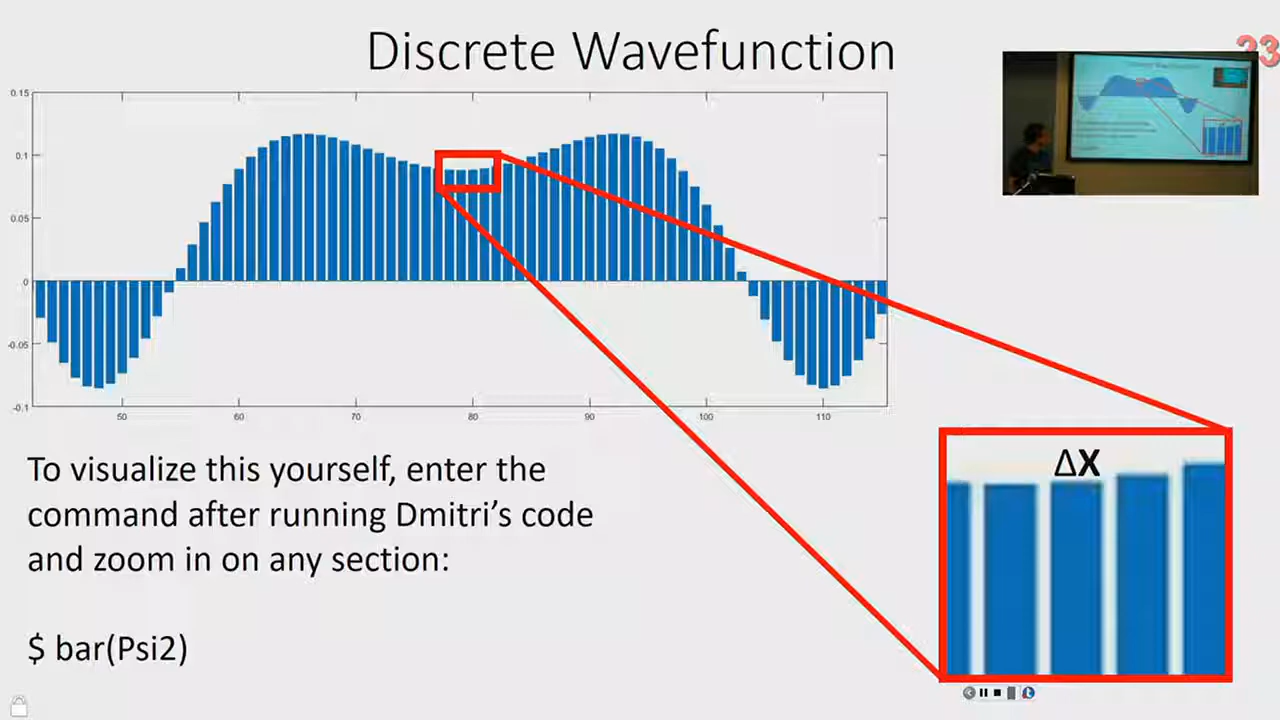 Discrete Wavefunction
23
0.15
0.1
0.05
0
-0.05
-0.1
50 60 70 80 90 100 110
ΔX
To visualize this yourself, enter the
command after running Dmitri's code
and zoom in on any section:
$ bar(Psi2)